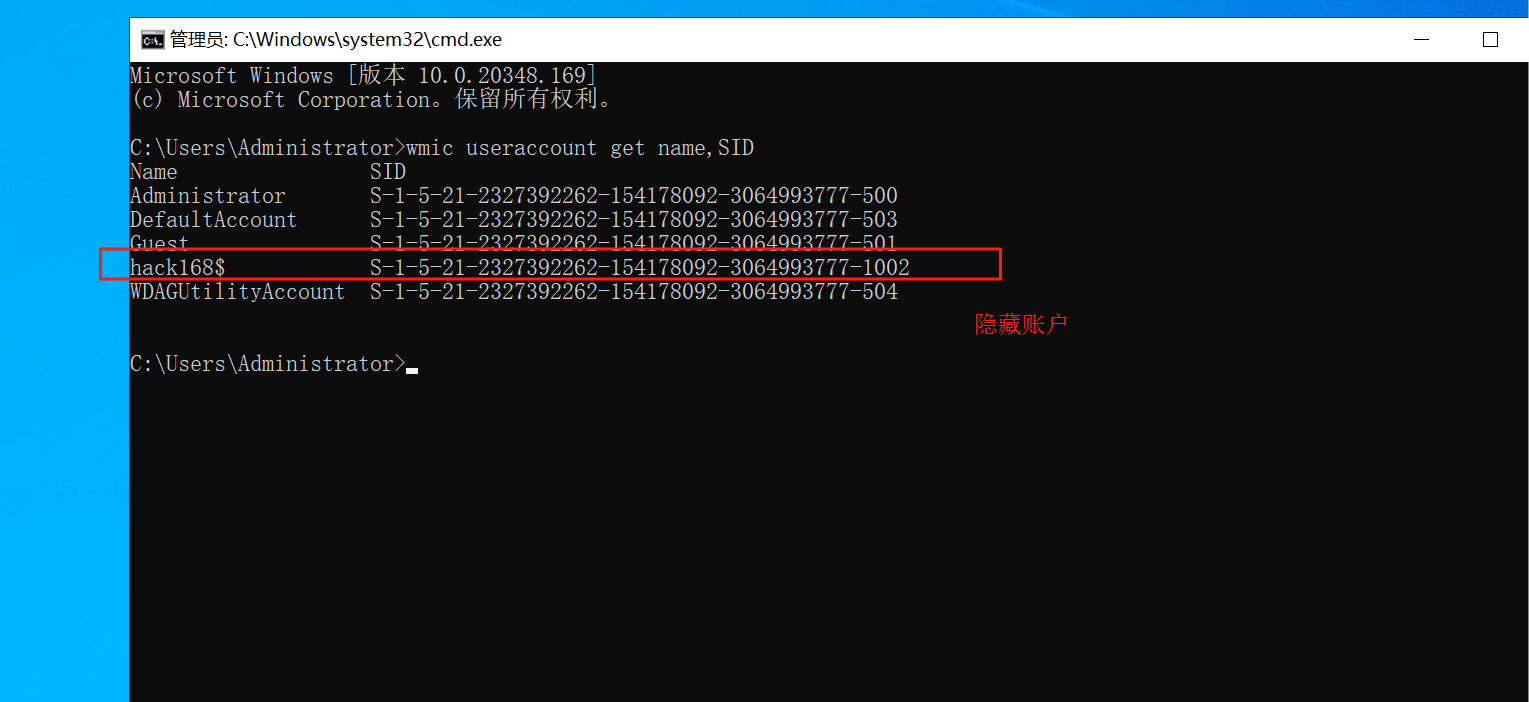 管理员: C:\Windows\system32\cmd.exe
Microsoft Windows [版本 10.0.20348.169]
(c) Microsoft Corporation。保留所有权利。
C:\Users\Administrator>wmic useraccount get name,SID
Name SID
Administrator S-1-5-21-2327392262-154178092-3064993777-500
DefaultAccount S-1-5-21-2327392262-154178092-3064993777-503
Guest S-1-5-21-2327392262-154178092-3064993777-501
hack168$ S-1-5-21-2327392262-154178092-3064993777-1002
WDAGUtilityAccount S-1-5-21-2327392262-154178092-3064993777-504
隐藏账户
C:\Users\Administrator>